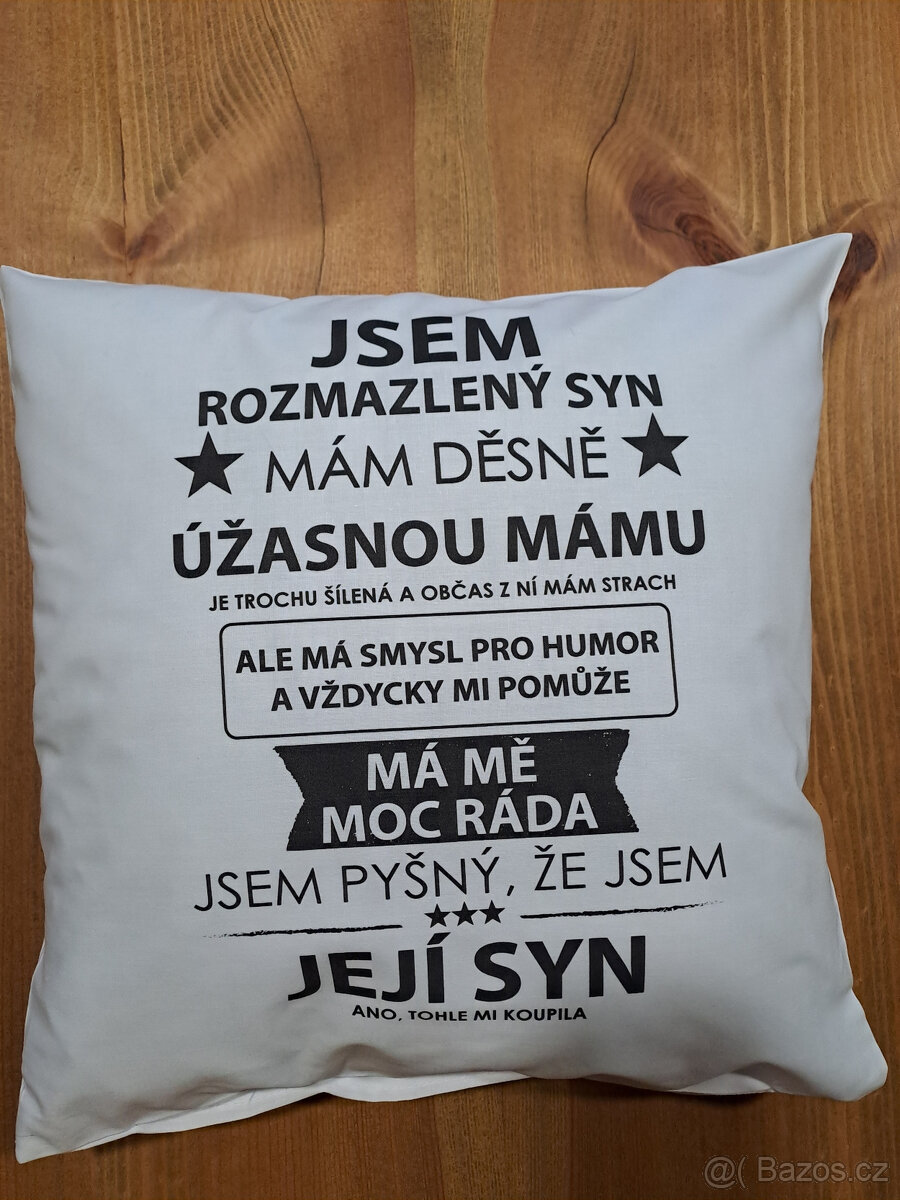 JSEM
ROZMAZLENÝ SYN
MÁM DĚSNĚ
ÚŽASNOU MÁMU
JE TROCHU ŠÍLENÁ A OBČAS Z NÍ MÁM STRACH
ALE MÁ SMYSL PRO HUMOR
A VŽDYCKY MI POMŮŽE
MÁ MĚ
MOC RÁDA
JSEM PYŠNÝ, ŽE JSEM
JEJÍ SYN
ANO, TOHLE MI KOUPILA
@( Bazos.cz